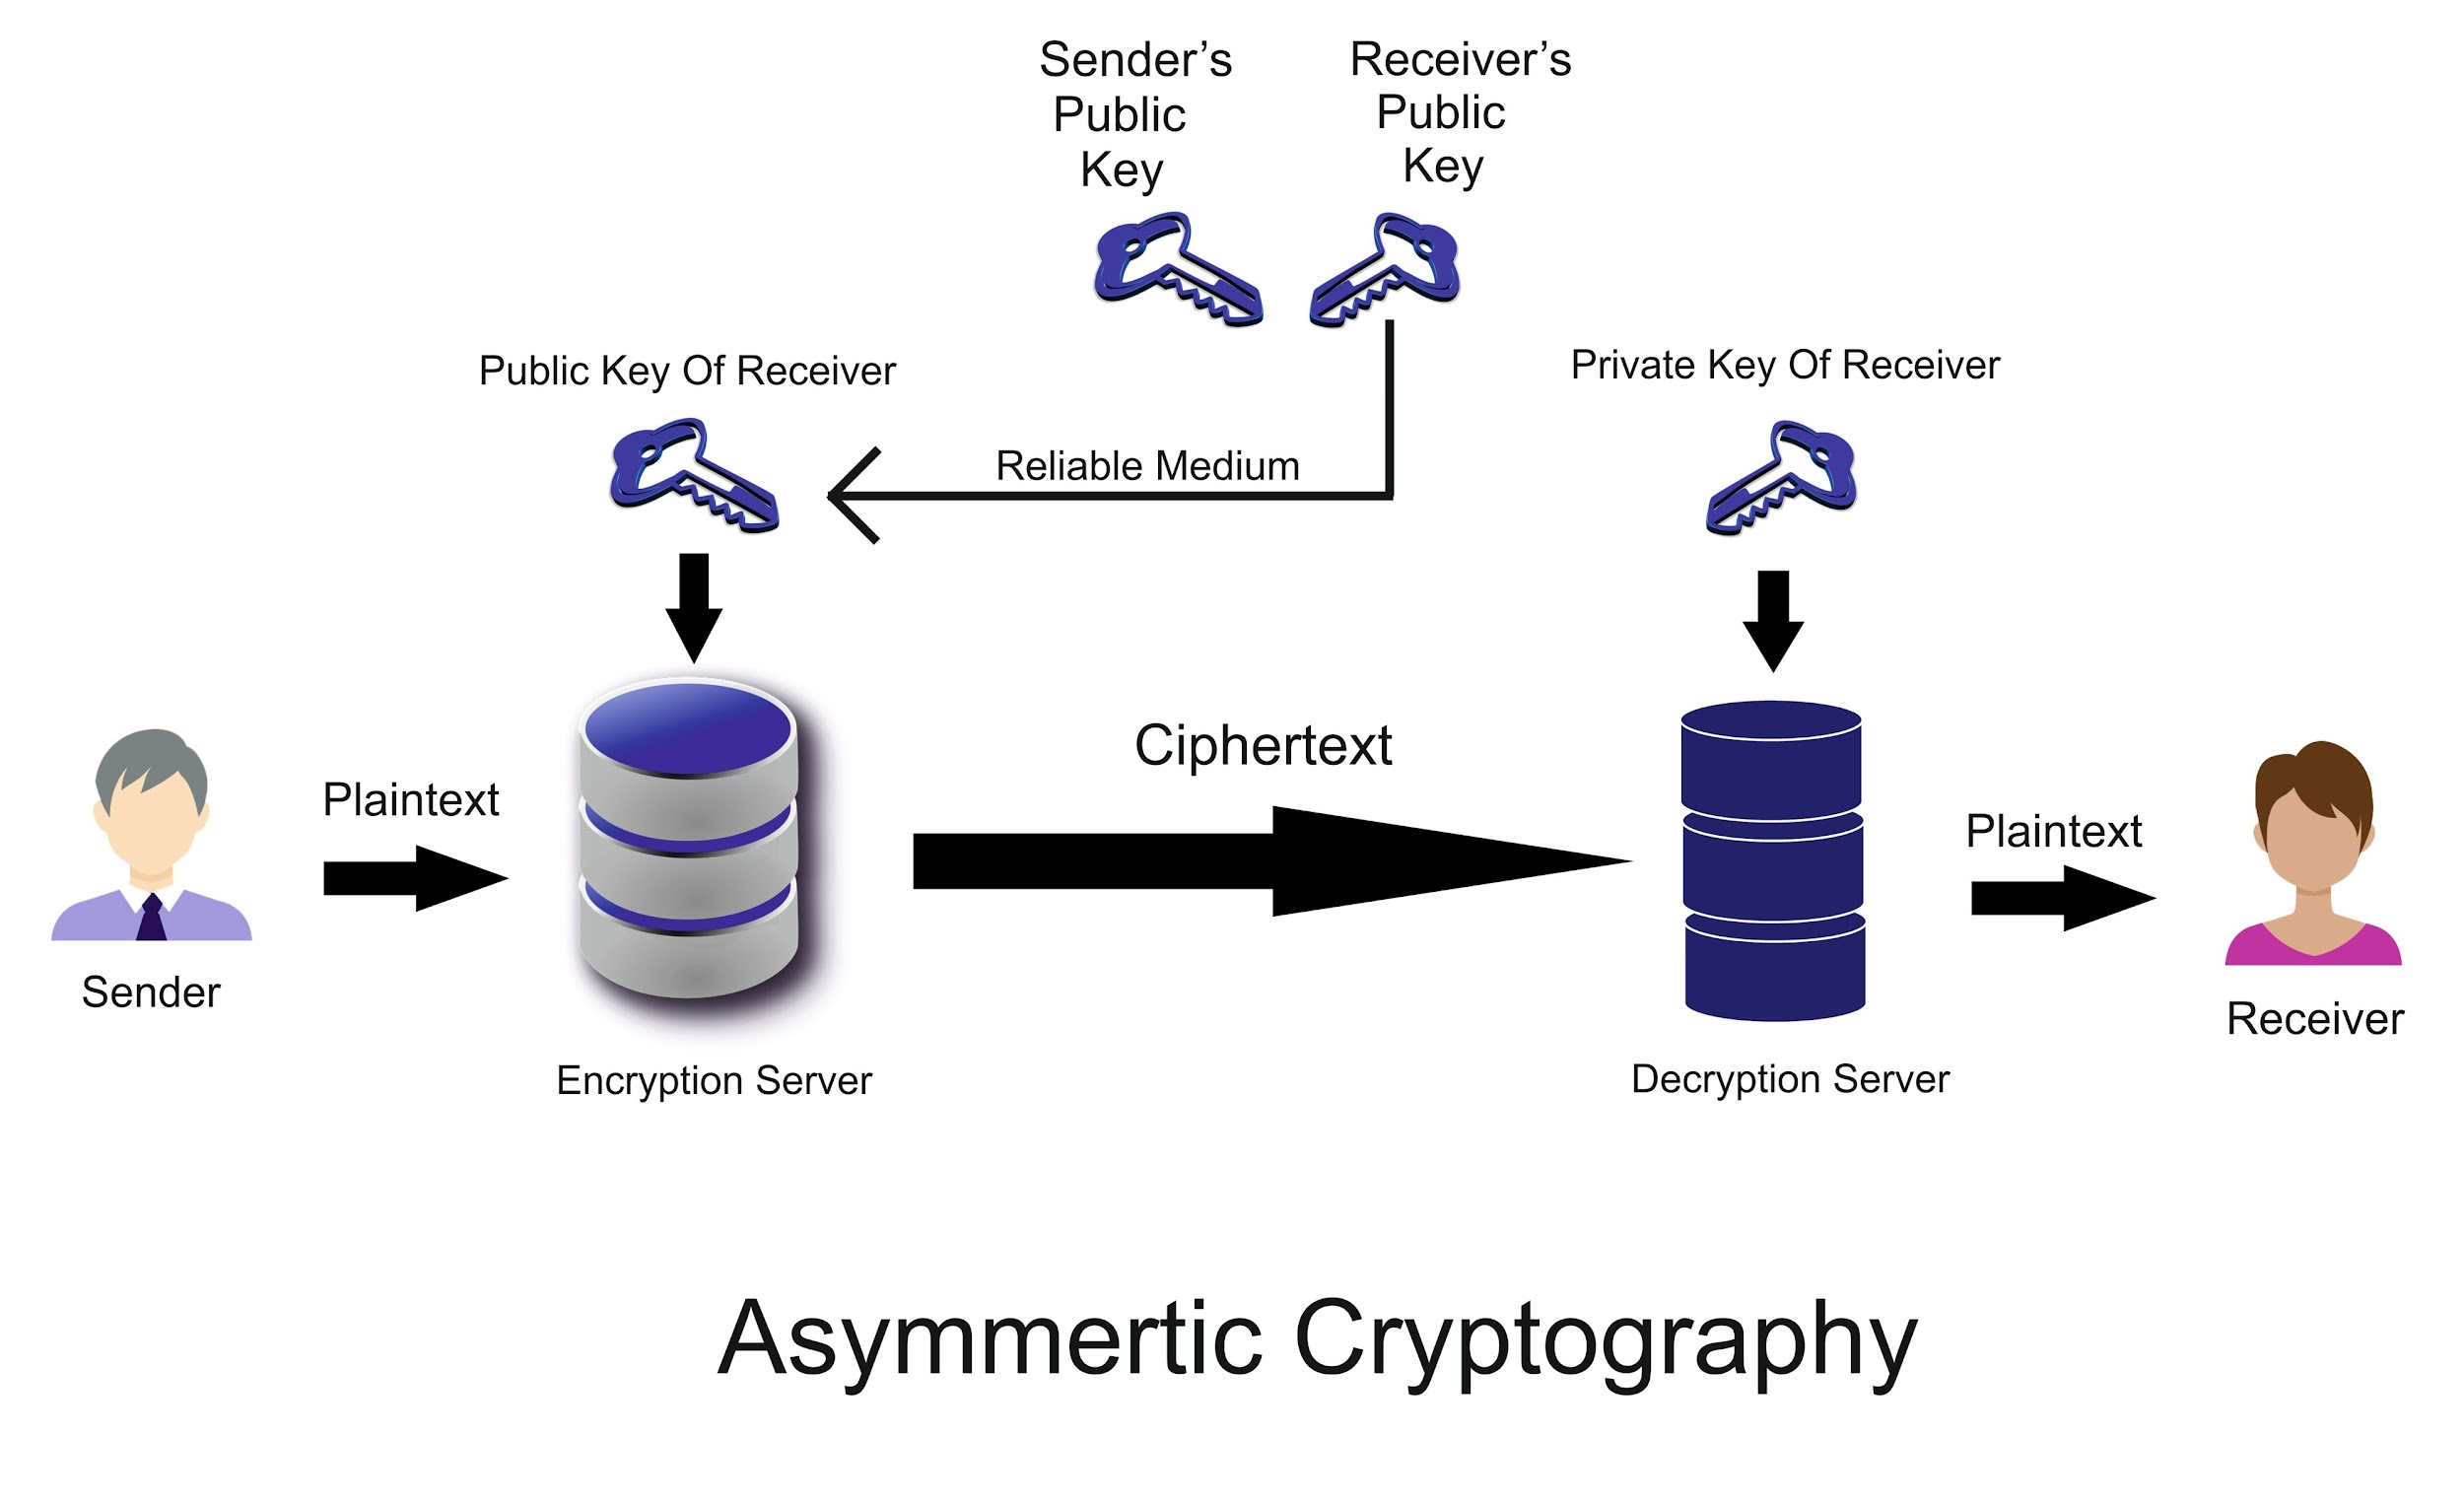 Sender’s
Public
Key
Receiver’s
Public
Key
Public Key Of Receiver
Private Key Of Receiver
Reliable Medium
Ciphertext
Plaintext
Plaintext
Sender
Receiver
Encryption Server
Decryption Server
Asymmertic Cryptography